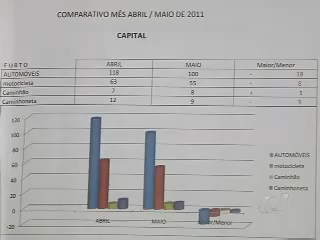 COMPARATIVO MÊS ABRIL / MAIO DE 2011
CAPITAL
FURTO ABRIL MAIO Maior/Menor
AUTOMÓVEIS 118 100 - 18
motocicleta 63 55 - 8
Caminhão 7 8 + 1
Caminhoneta 12 9 - 3
120
100
80
60
40
20
0
-20
ABRIL MAIO Maior/Menor
AUTOMÓVEIS
motocicleta
Caminhão
Caminhoneta